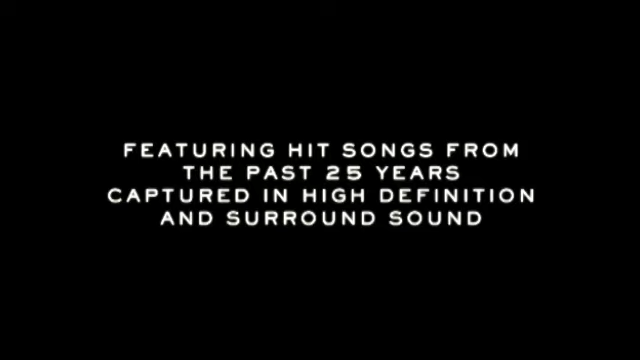 FEATURING HIT SONGS FROM
THE PAST 25 YEARS
CAPTURED IN HIGH DEFINITION
AND SURROUND SOUND